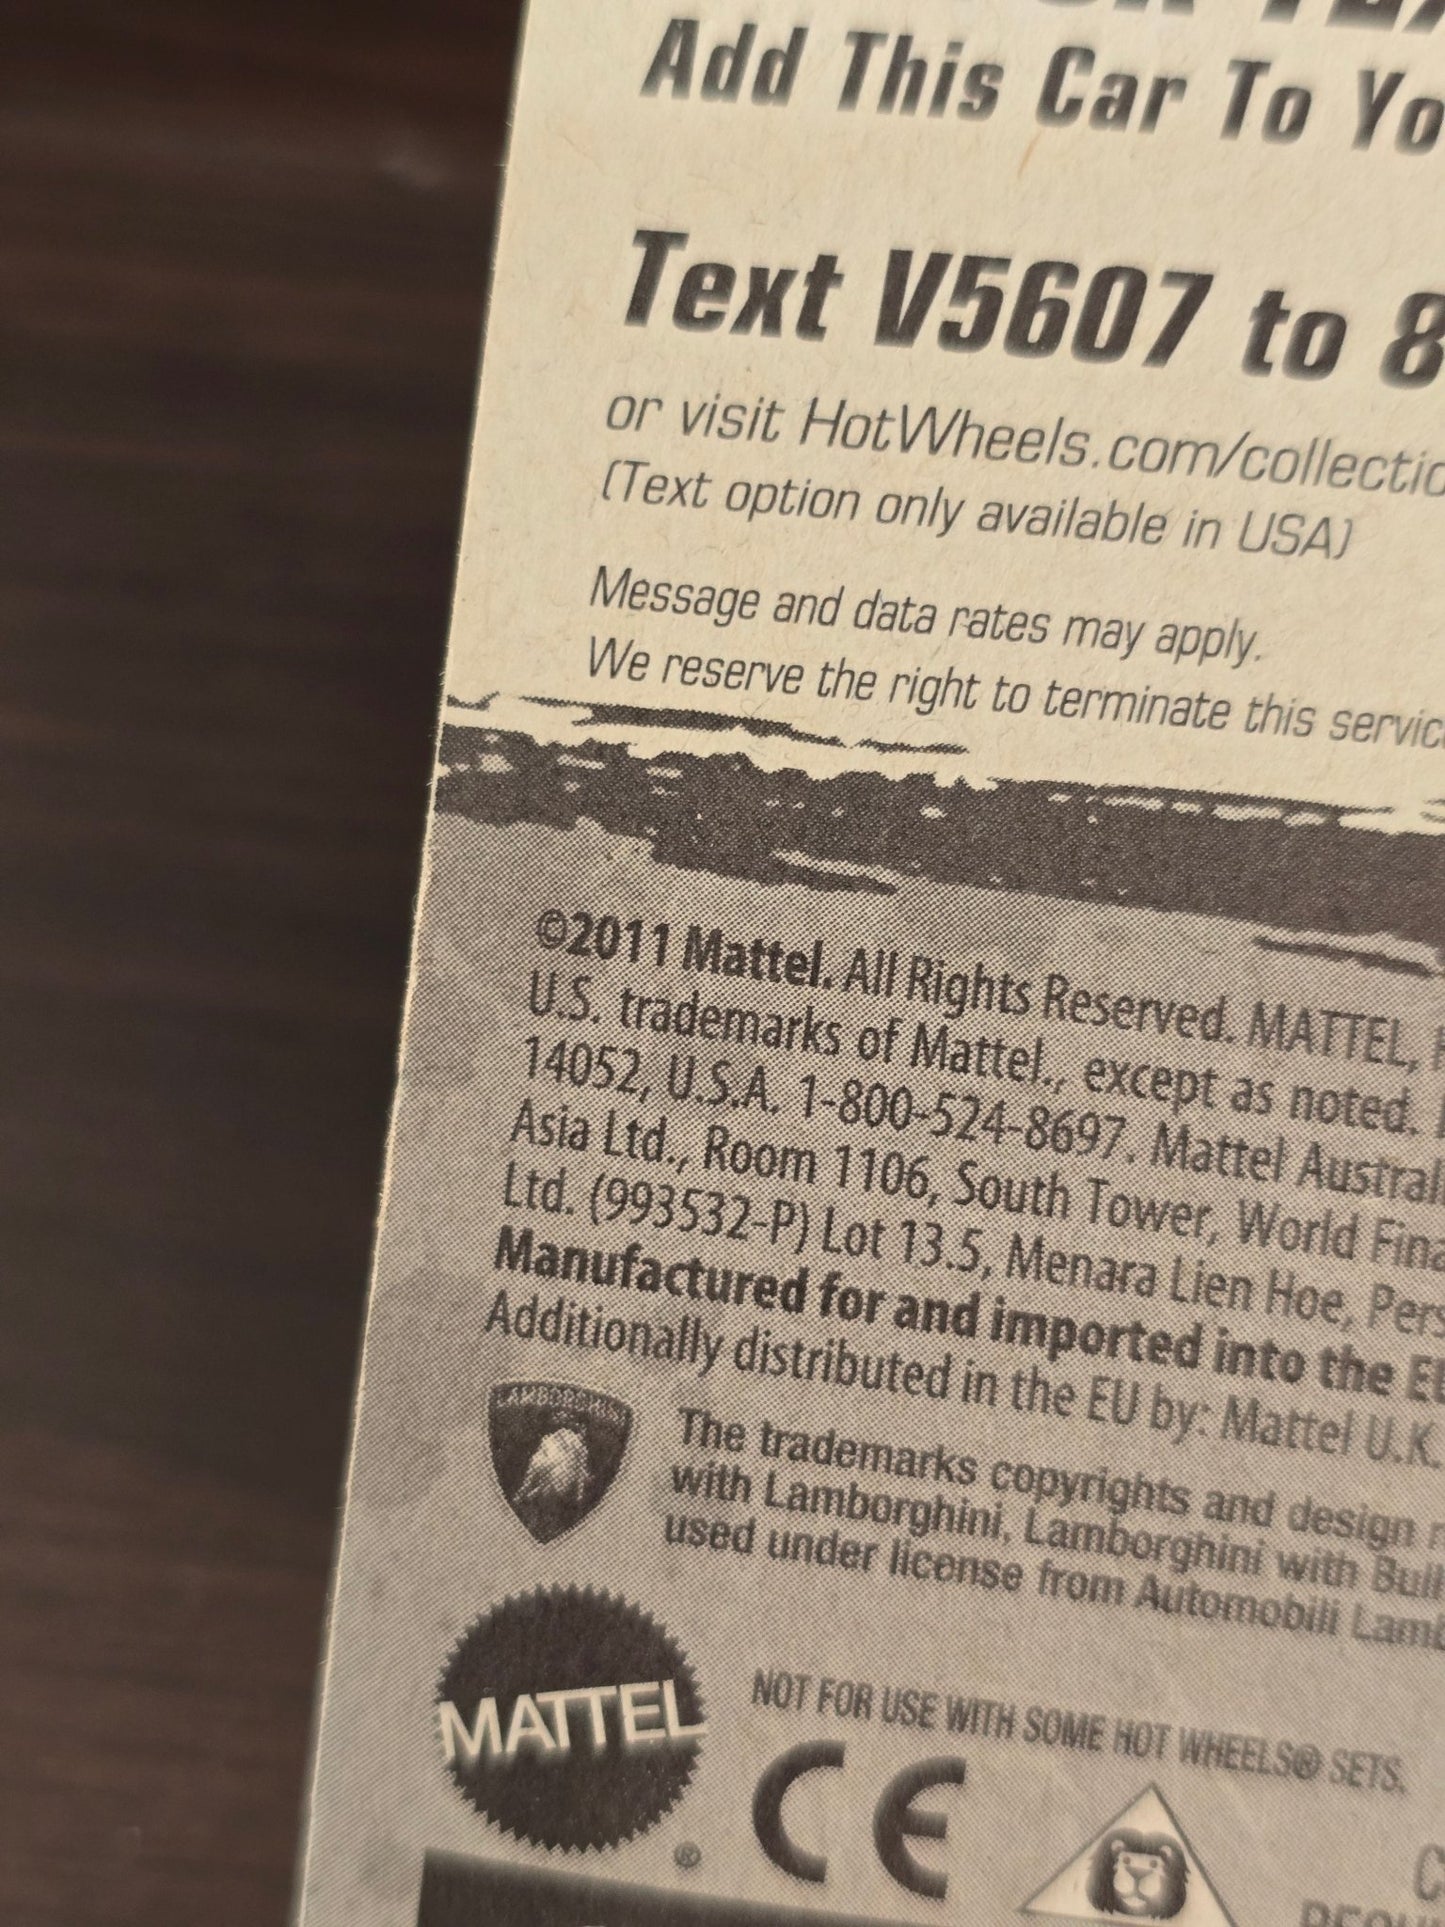 Add This Car To Yo
Text V5607 to 8
or visit HotWheels.com/collectio
(Text option only available in USA)
Message and data rates may apply.
We reserve the right to terminate this servic
©2011 Mattel. All Rights Reserved. MATTEL, H
U.S. trademarks of Mattel., except as noted.
14052, U.S.A. 1-800-524-8697. Mattel Austral
Asia Ltd., Room 1106, South Tower, World Fina
Ltd. (993532-P) Lot 13.5, Menara Lien Hoe, Pers
Manufactured for and imported into the EU
Additionally distributed in the EU by: Mattel U.K.
LAMBORGHINI
The trademarks copyrights and design r
with Lamborghini, Lamborghini with Bull
used under license from Automobili Lamb
MATTEL
®
NOT FOR USE WITH SOME HOT WHEELS® SETS.
CE